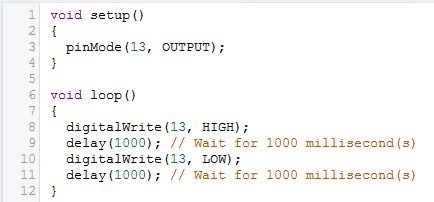 1 void setup()
2 {
3   pinMode(13, OUTPUT);
4 }
5
6 void loop()
7 {
8   digitalWrite(13, HIGH);
9   delay(1000); // Wait for 1000 millisecond(s)
10   digitalWrite(13, LOW);
11   delay(1000); // Wait for 1000 millisecond(s)
12 }